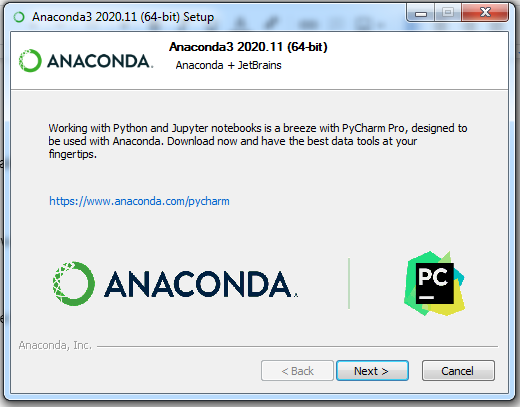 Anaconda3 2020.11 (64-bit) Setup
ANACONDA.
Anaconda3 2020.11 (64-bit)
Anaconda + JetBrains
Working with Python and Jupyter notebooks is a breeze with PyCharm Pro, designed to
be used with Anaconda. Download now and have the best data tools at your
fingertips.
https://www.anaconda.com/pycharm
ANACONDA
PC
Anaconda, Inc.
< Back
Next >
Cancel